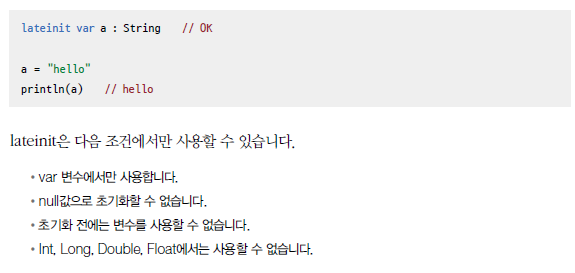 lateinit var a : String // OK
a = "hello"
println(a) // hello
lateinit은 다음 조건에서만 사용할 수 있습니다.
• var 변수에서만 사용합니다.
• null값으로 초기화할 수 없습니다.
• 초기화 전에는 변수를 사용할 수 없습니다.
• Int, Long, Double, Float에서는 사용할 수 없습니다.